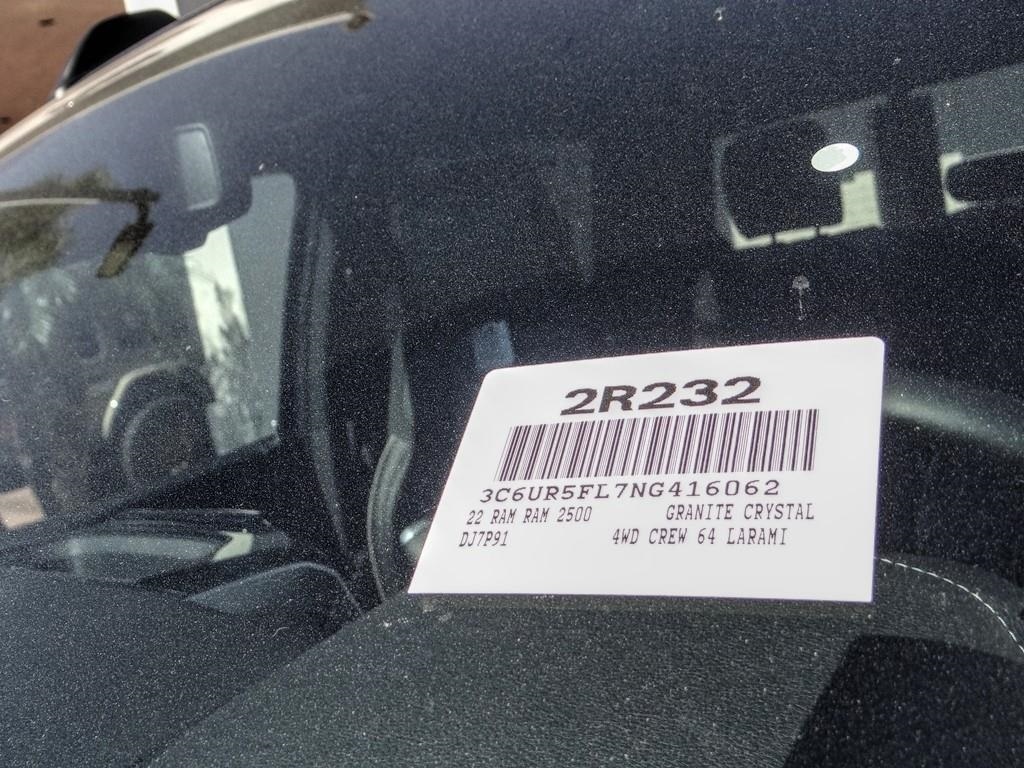 2R232
3C6UR5FL7NG416062
22 RAM RAM 2500 GRANITE CRYSTAL
DJ7P91 4WD CREW 64 LARAMI